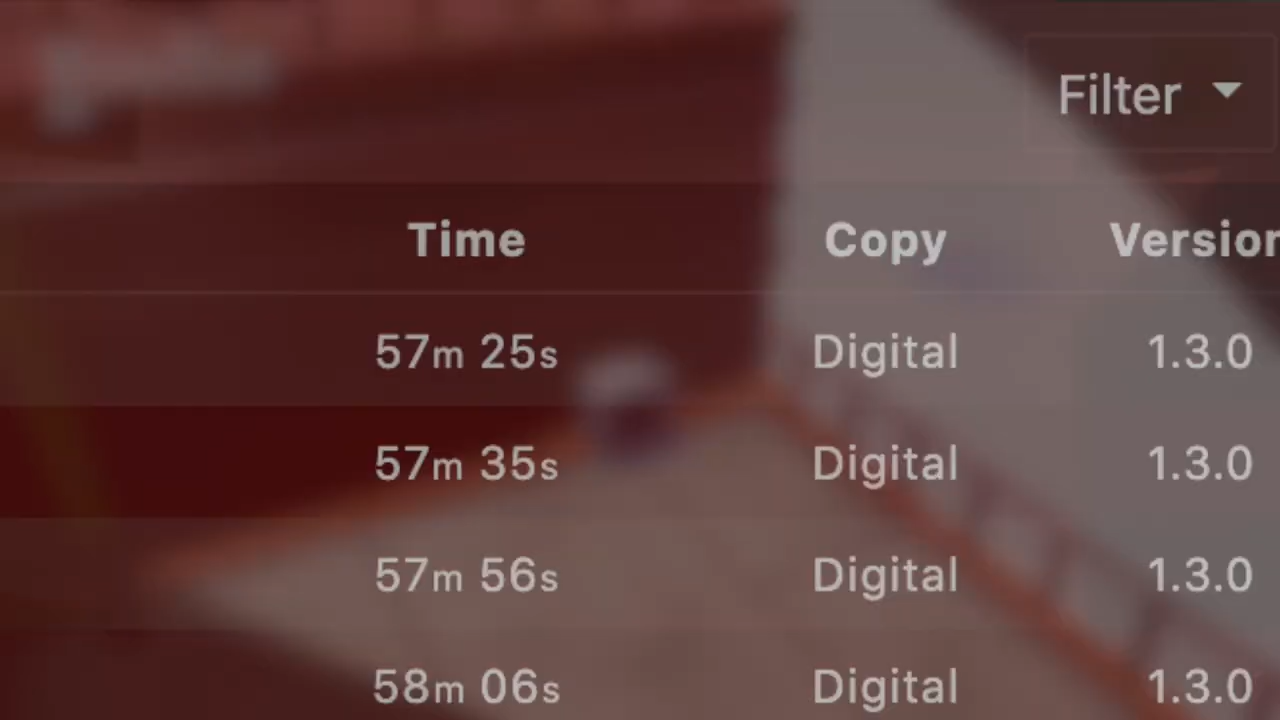 Filter
Time Copy Version
57m 25s Digital 1.3.0
57m 35s Digital 1.3.0
57m 56s Digital 1.3.0
58m 06s Digital 1.3.0